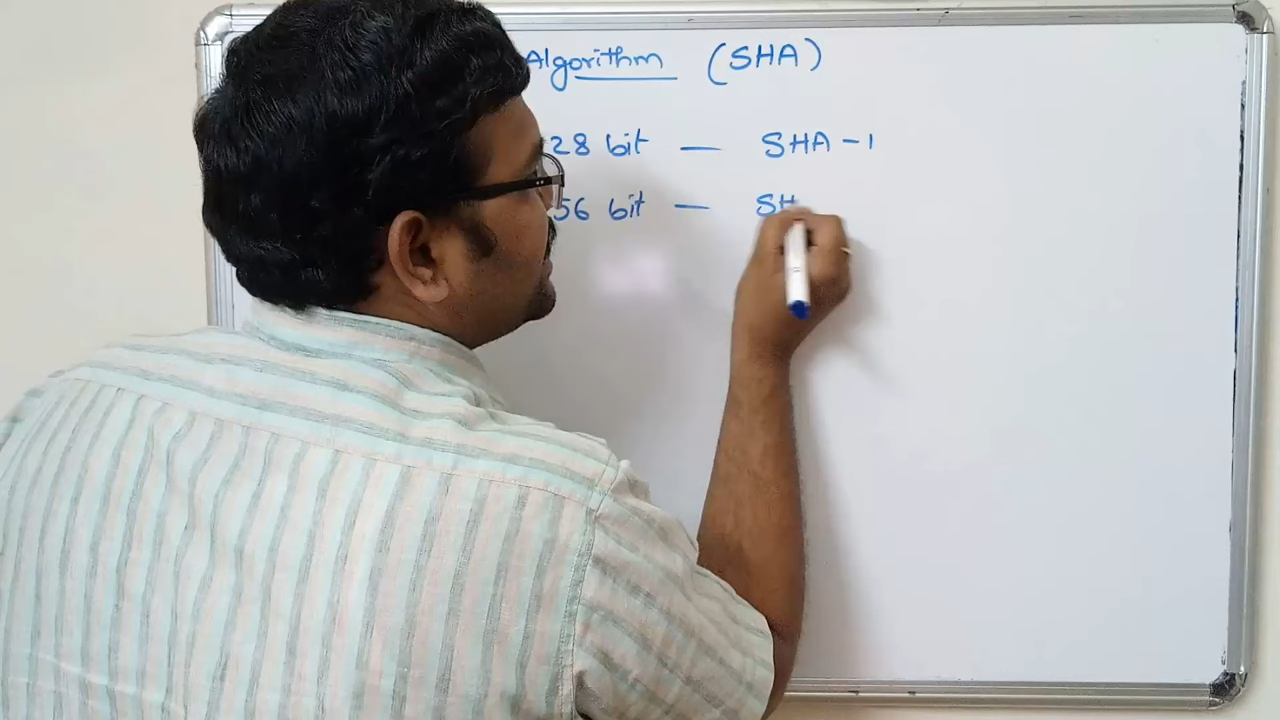 Algorithm (SHA)
28 bit — SHA-1
56 bit — SH